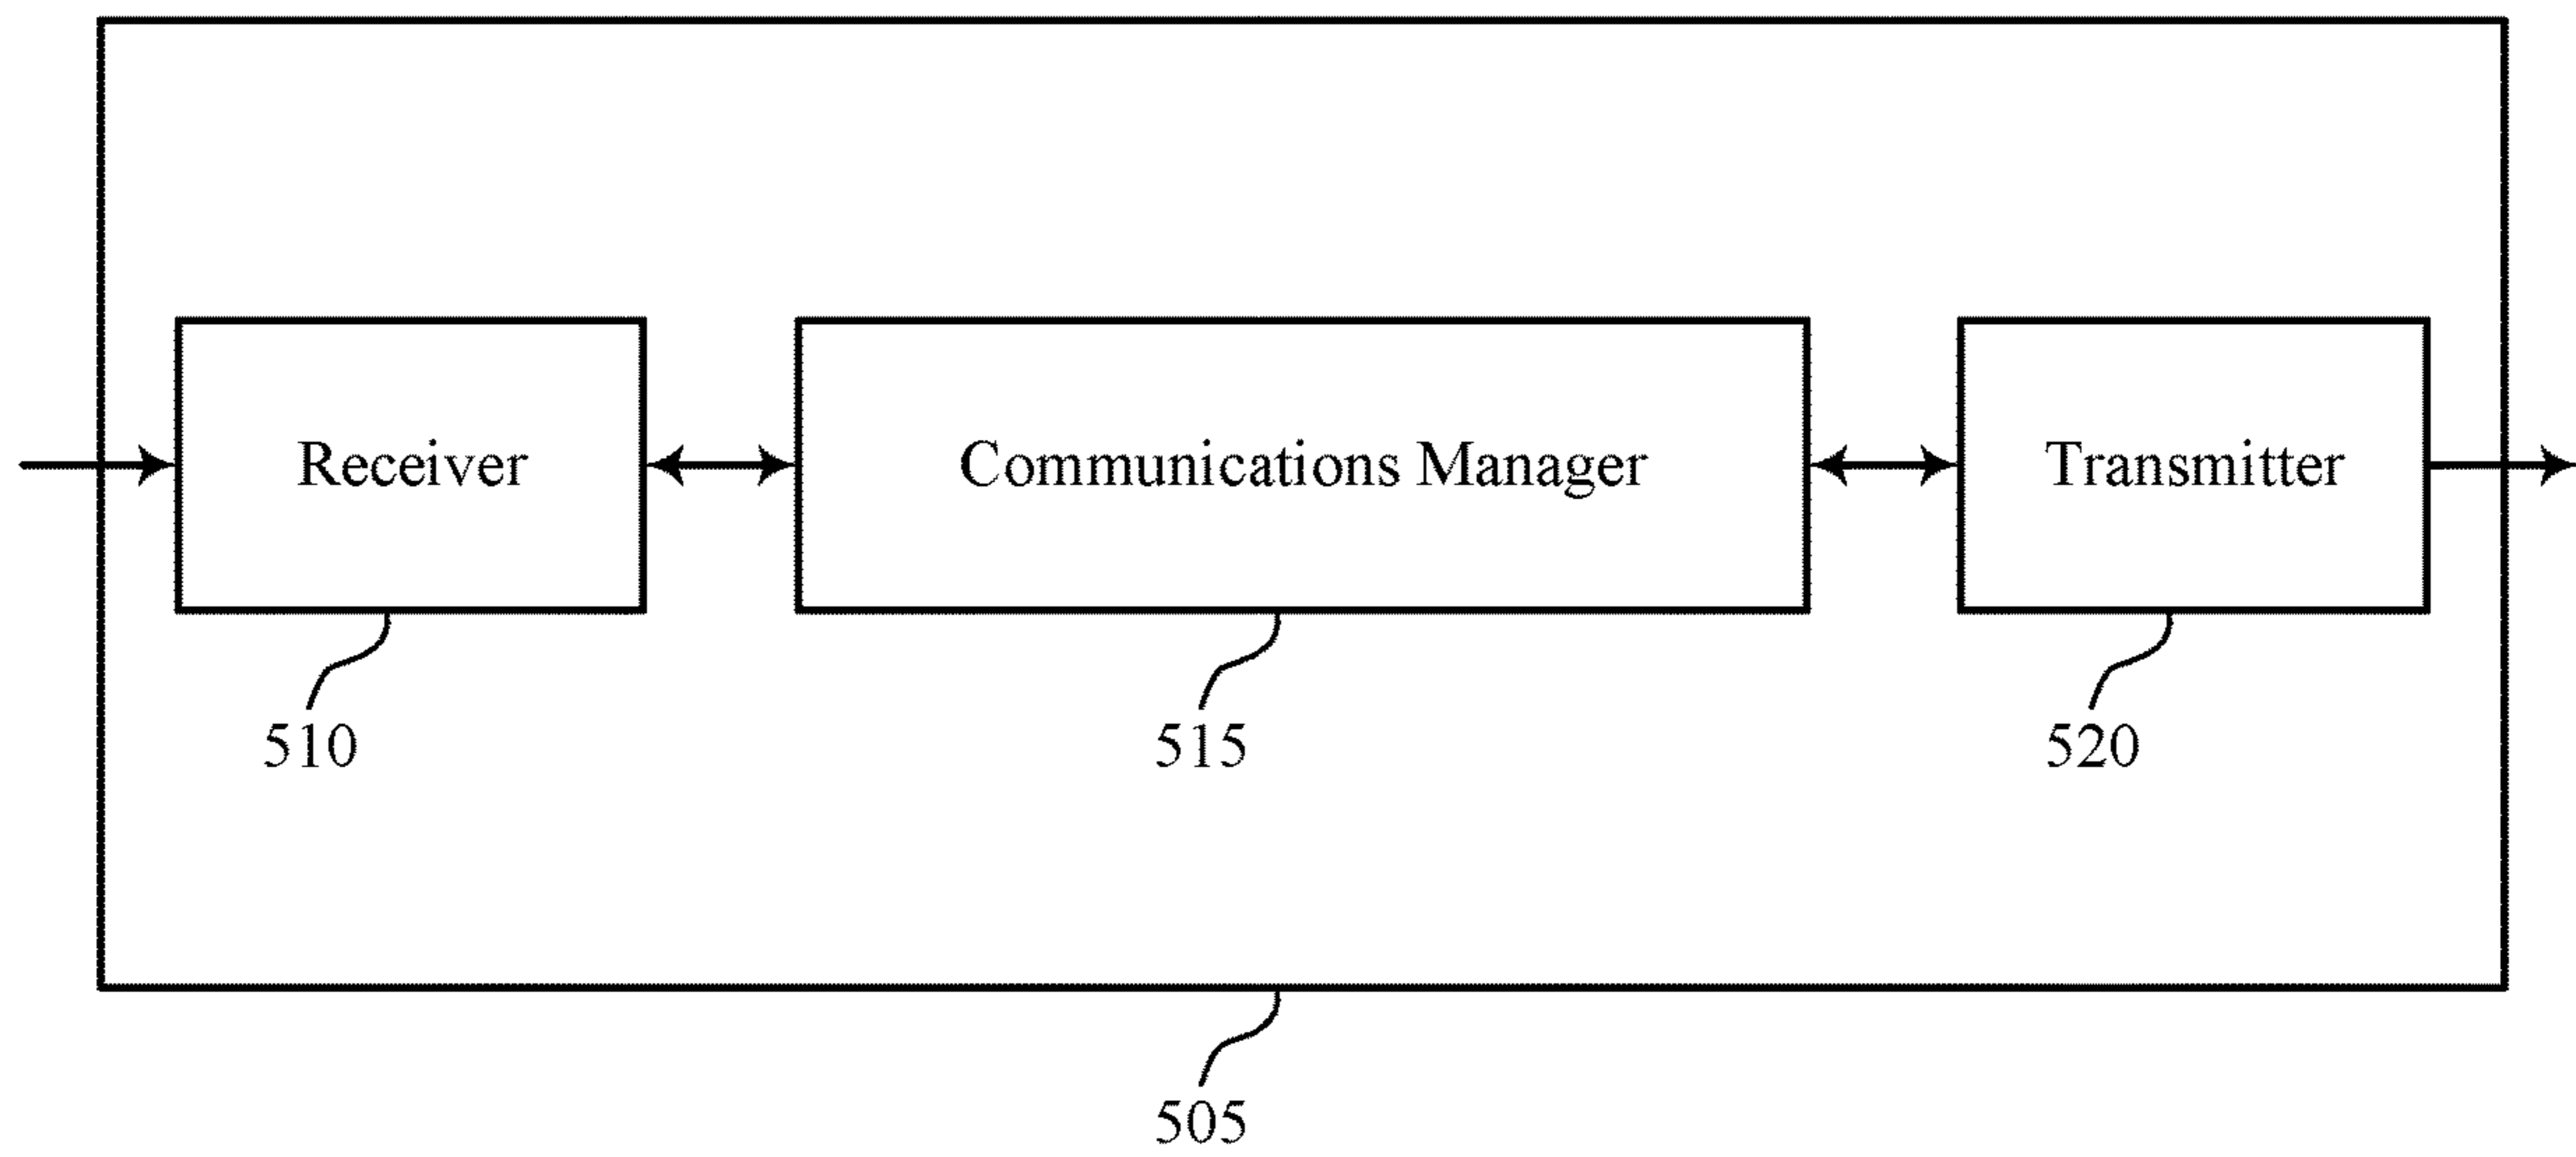 Receiver
Communications Manager
Transmitter
510
515
520
505